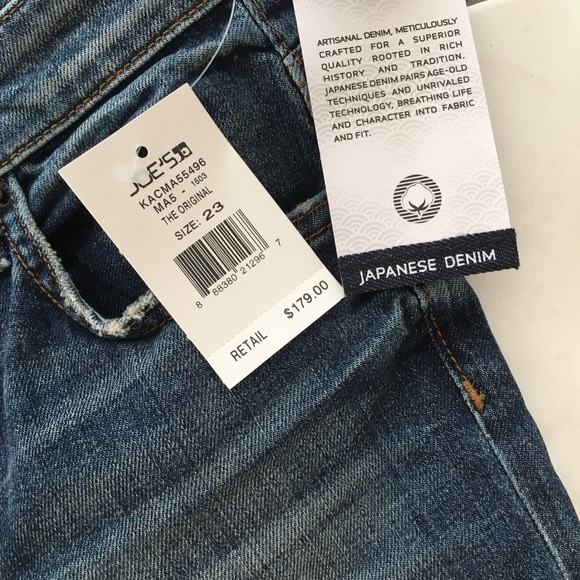 JOE'S
KACMA55496
MA5 - 1503
THE ORIGINAL
SIZE: 23
8 88380 21296 7
RETAIL $179.00
ARTISANAL DENIM, METICULOUSLY
CRAFTED FOR A SUPERIOR
QUALITY ROOTED IN RICH
HISTORY AND TRADITION.
JAPANESE DENIM PAIRS AGE-OLD
TECHNIQUES AND UNRIVALED
TECHNOLOGY, BREATHING LIFE
AND CHARACTER INTO FABRIC
AND FIT.
JAPANESE DENIM